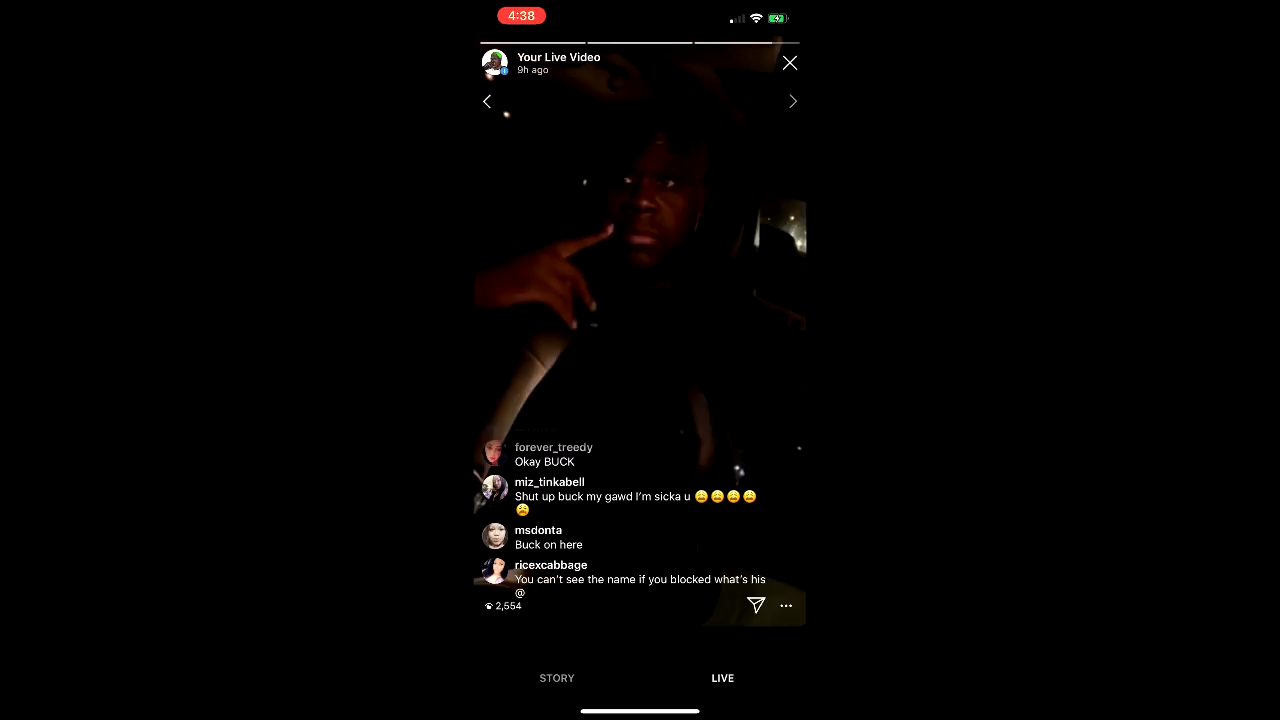 4:38
Your Live Video
9h ago
forever_treedy
Okay BUCK
miz_tinkabell
Shut up buck my gawd I'm sicka u 😩😩😩😩
😩
msdonta
Buck on here
ricexcabbage
You can't see the name if you blocked what's his
@
2,554
STORY
LIVE